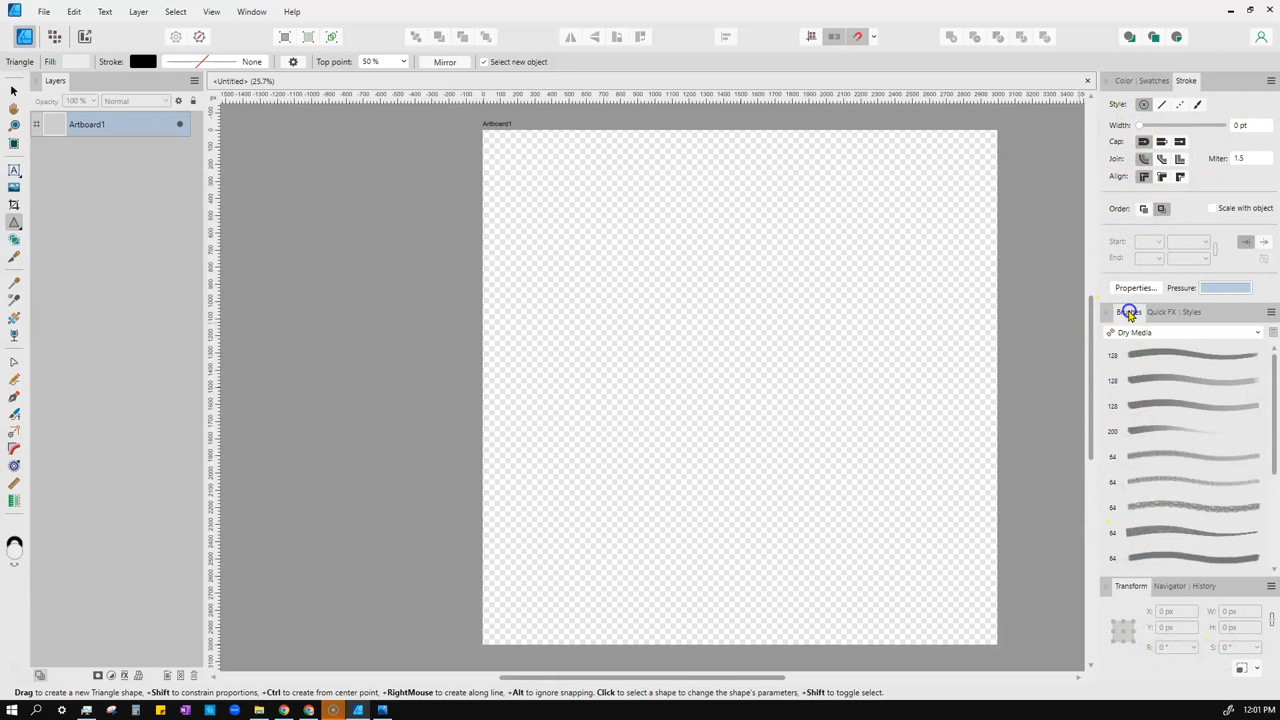 File Edit Text Layer Select View Window Help
Triangle Fill: Stroke: None Top point: 50 % Mirror Select new object
Layers
<Untitled> (25.7%)
Color Swatches Stroke
Opacity: 100 % Normal
Artboard1
Artboard1
Style:
Width: 0 pt
Cap:
Join: Miter: 1.5
Align:
Order: Scale with object
Start:
End:
Properties... Pressure:
Brushes Quick FX Styles
Dry Media
128
128
128
200
64
64
64
64
64
Transform Navigator History
X: 0 px W: 0 px
Y: 0 px H: 0 px
R: 0 ° S: 0 °
Drag to create a new Triangle shape, +Shift to constrain proportions, +Ctrl to create from center point, +RightMouse to create along line, +Alt to ignore snapping. Click to select a shape to change the shape's parameters, +Shift to toggle select.
12:01 PM